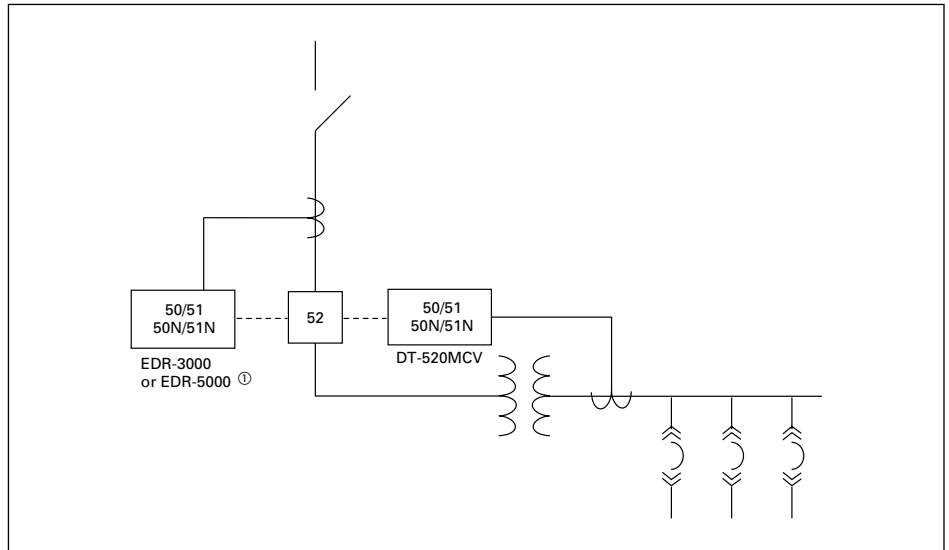 50/51
50N/51N
52
50/51
50N/51N
EDR-3000
or EDR-5000 ①
DT-520MCV